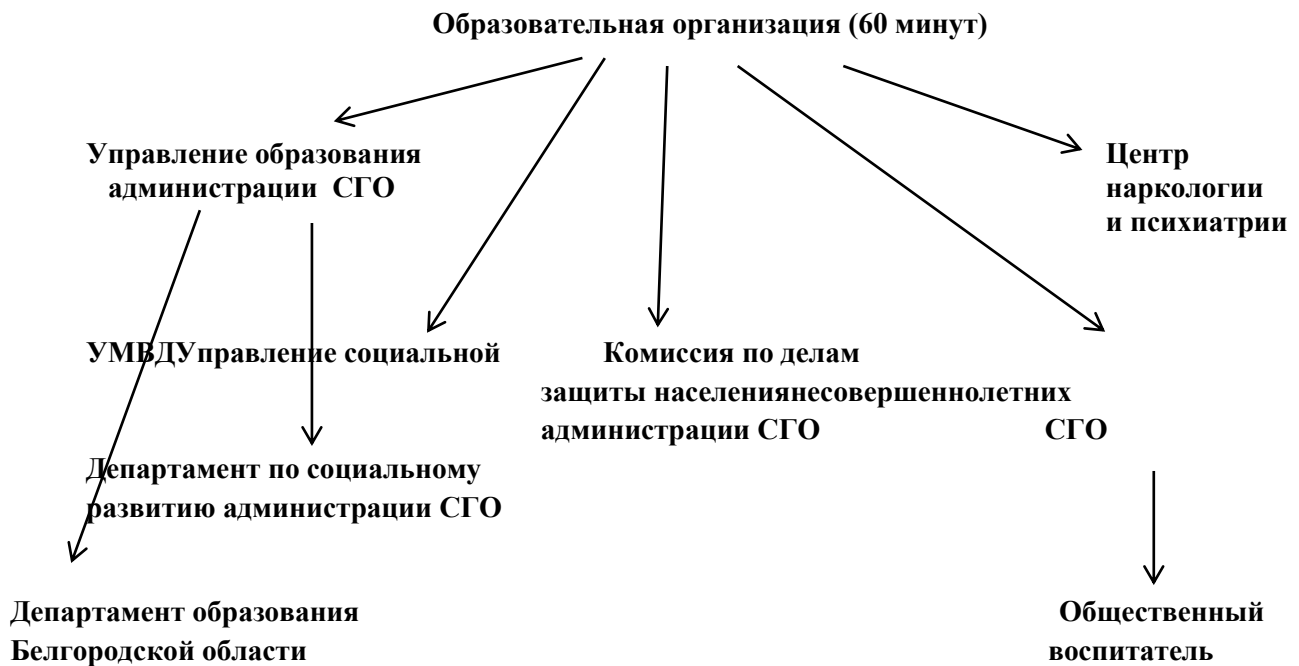 Образовательная организация (60 минут)
Управление образования
администрации СГО
Центр
наркологии
и психиатрии
УМВДУправление социальной Комиссия по делам
защиты населениянесовершеннолетних
администрации СГО СГО
Департамент по социальному
развитию администрации СГО
Департамент образования
Белгородской области
Общественный
воспитатель